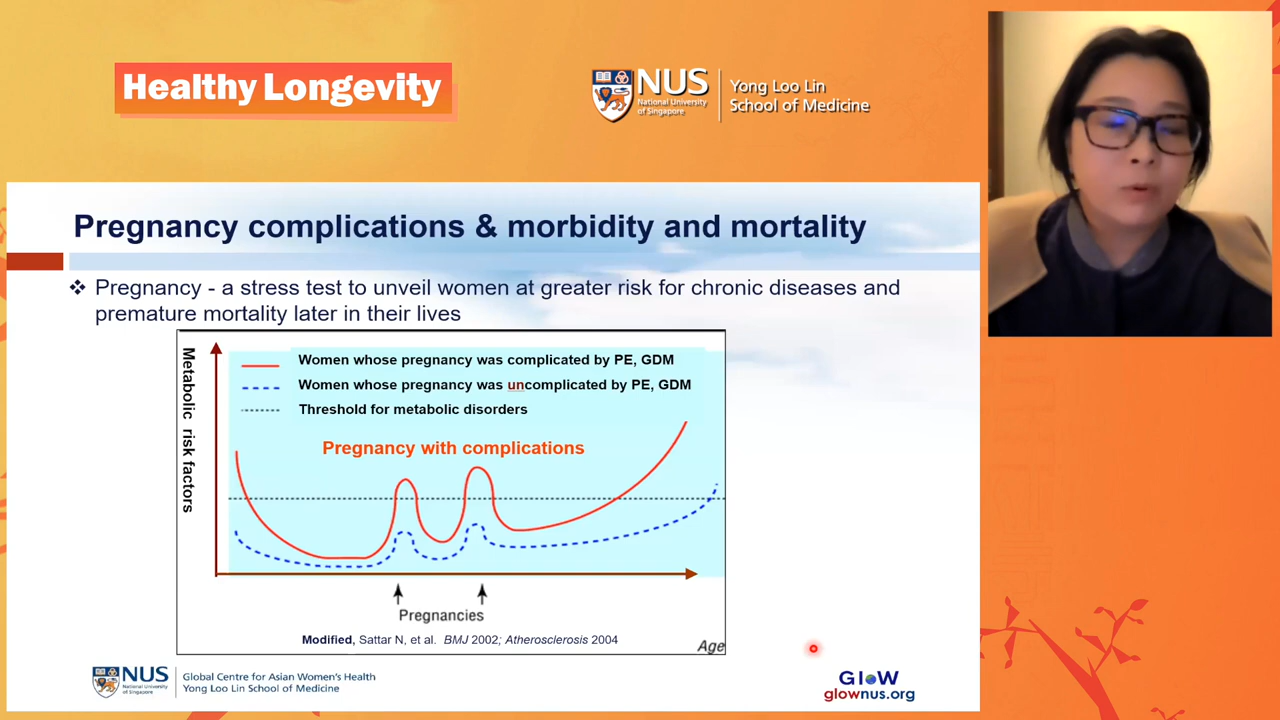 Healthy Longevity
NUS
National University
of Singapore
Yong Loo Lin
School of Medicine
Pregnancy complications & morbidity and mortality
❖ Pregnancy - a stress test to unveil women at greater risk for chronic diseases and
premature mortality later in their lives
Metabolic risk factors
Women whose pregnancy was complicated by PE, GDM
Women whose pregnancy was uncomplicated by PE, GDM
Threshold for metabolic disorders
Pregnancy with complications
Pregnancies
Modified, Sattar N, et al. BMJ 2002; Atherosclerosis 2004
Age
NUS
National University
of Singapore
Global Centre for Asian Women's Health
Yong Loo Lin School of Medicine
GloW
glownus.org